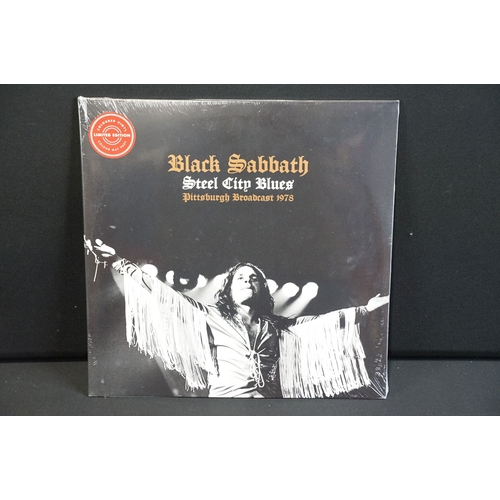 LIMITED EDITION
Black Sabbath
Steel City Blues
Pittsburgh Broadcast 1978